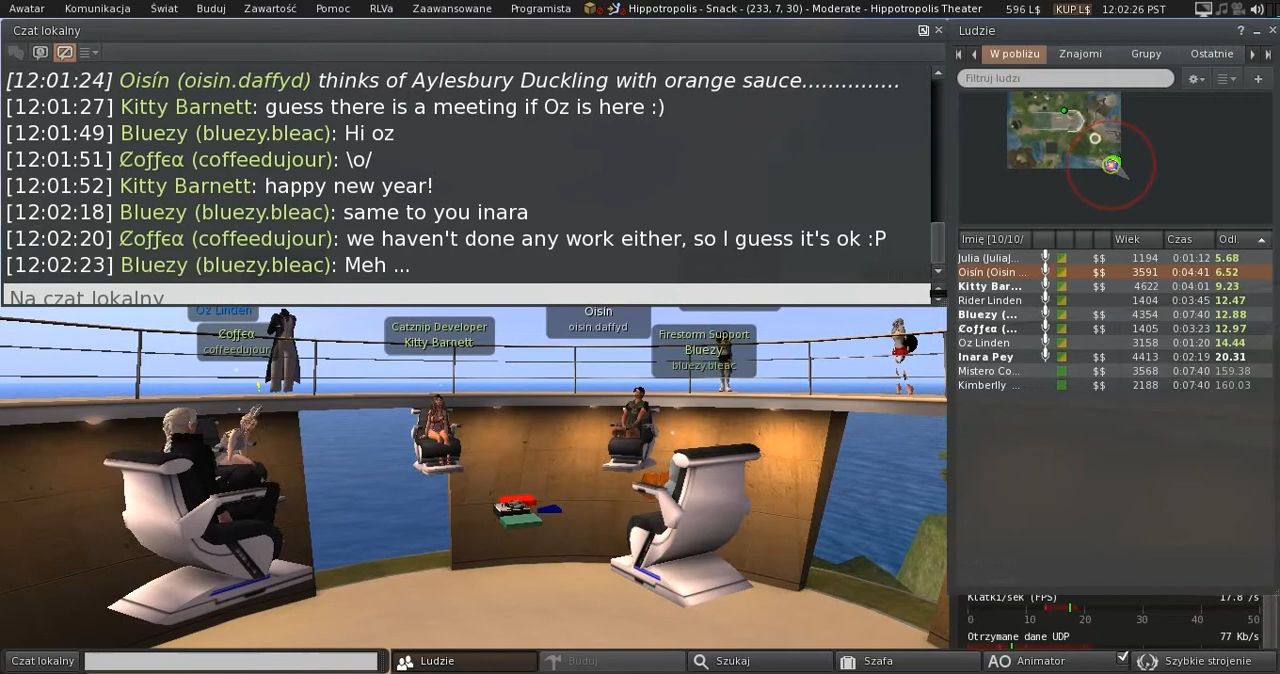 Awatar Komunikacja Świat Buduj Zawartość Pomoc RLVa Zaawansowane Programista Hippotropolis - Snack - (233, 7, 30) - Moderate - Hippotropolis Theater 596 L$ KUP L$ 12:02:26 PST
Czat lokalny
[12:01:24] Oisín (oisin.daffyd) thinks of Aylesbury Duckling with orange sauce...............
[12:01:27] Kitty Barnett: guess there is a meeting if Oz is here :)
[12:01:49] Bluezy (bluezy.bleac): Hi oz
[12:01:51] Ȼoƒƒєα (coffeedujour): \o/
[12:01:52] Kitty Barnett: happy new year!
[12:02:18] Bluezy (bluezy.bleac): same to you inara
[12:02:20] Ȼoƒƒєα (coffeedujour): we haven't done any work either, so I guess it's ok :P
[12:02:23] Bluezy (bluezy.bleac): Meh ...
Na czat lokalny
Ludzie
W pobliżu Znajomi Grupy Ostatnie
Filtruj ludzi
Imię [10/10/ Wiek Czas Odl.
Julia (JuliaJ... $$ 1194 0:01:12 5.68
Oisín (Oisin ... $$ 3591 0:04:41 6.52
Kitty Bar... $$ 4622 0:04:01 9.23
Rider Linden 1404 0:03:45 12.47
Bluezy (... $$ 4354 0:07:40 12.88
Ȼoƒƒєα (... $$ 1405 0:03:23 12.97
Oz Linden 3158 0:01:20 14.44
Inara Pey $$ 4413 0:02:19 20.31
Mistero Co... $$ 3568 0:07:40 159.38
Kimberlly ... $$ 2188 0:07:40 160.03
Oz Linden
Ȼoƒƒєα
coffeedujour
Catznip Developer
Kitty Barnett
Oisín
oisin.daffyd
Firestorm Support
Bluezy
bluezy.bleac
Klatki/sek (FPS) 17.8 /s
0 10 20 30 40 50
Otrzymane dane UDP 77 Kb/s
Czat lokalny Ludzie Buduj Szukaj Szafa AO Animator Szybkie strojenie